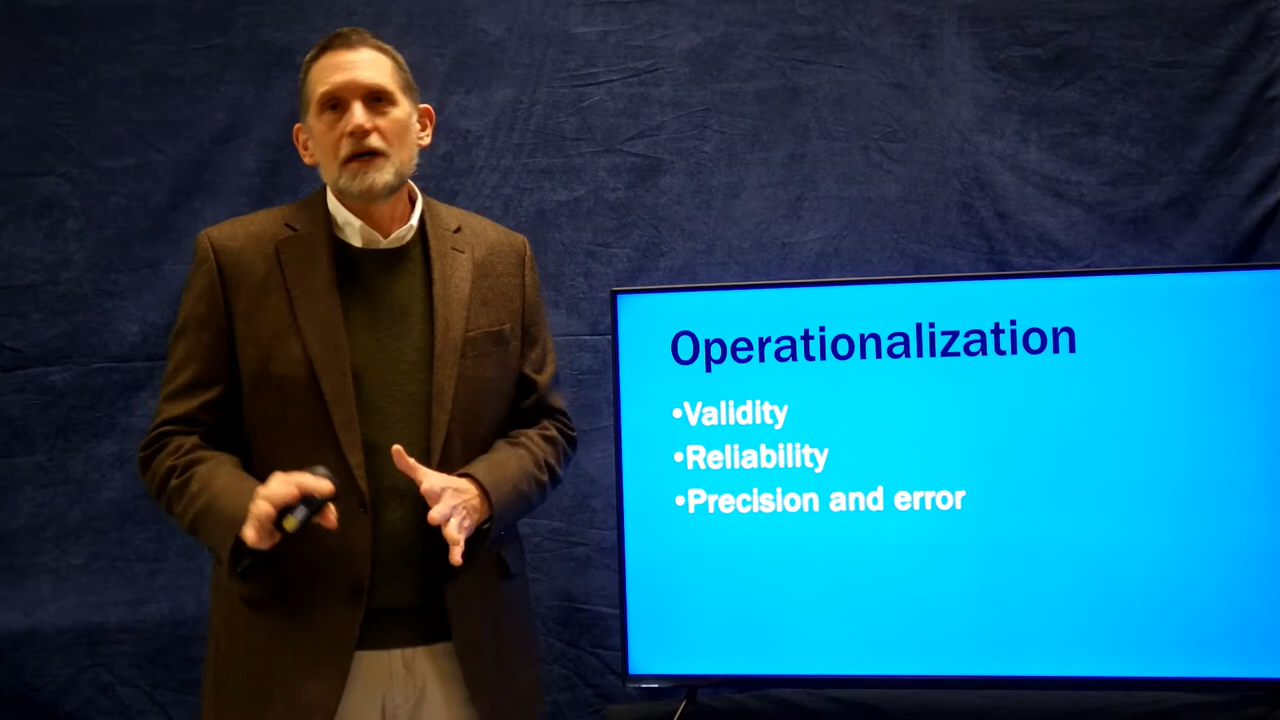 Operationalization
•Validity
•Reliability
•Precision and error